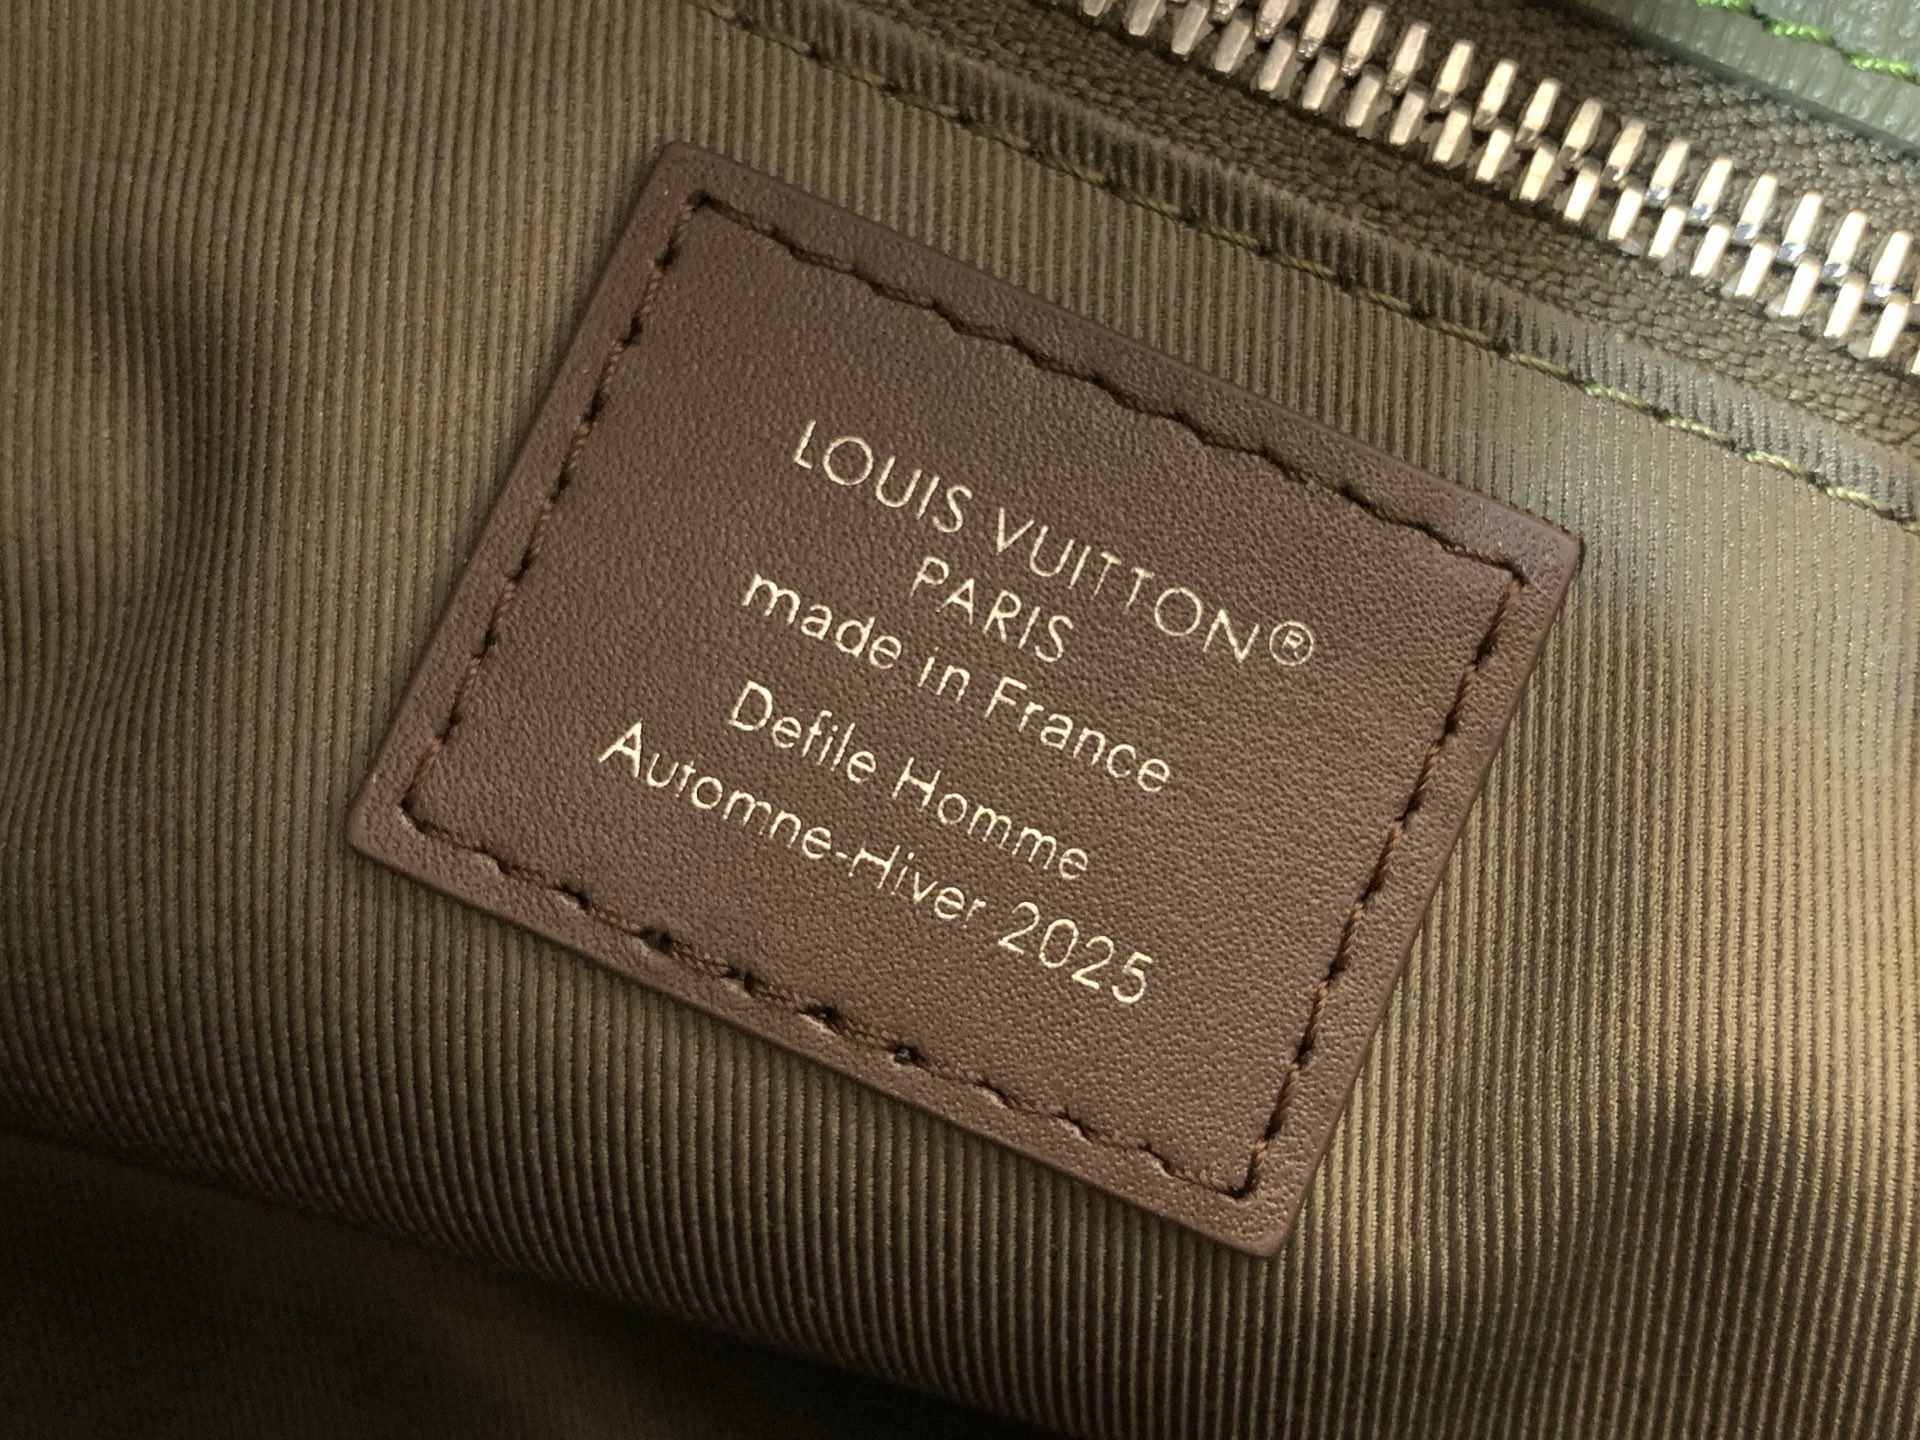 LOUIS VUITTON®
PARIS
made in France
Defile Homme
Automne-Hiver 2025